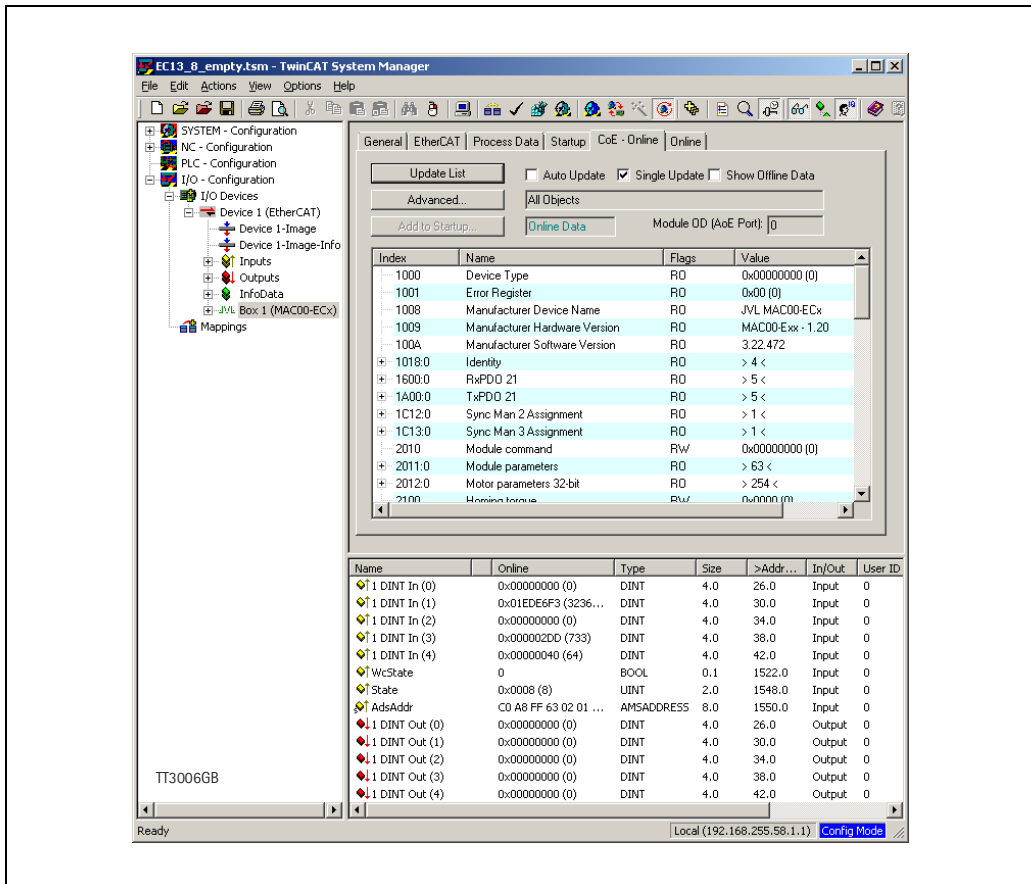 EC13_8_empty.tsm - TwinCAT System Manager
File Edit Actions View Options Help
SYSTEM - Configuration
NC - Configuration
PLC - Configuration
I/O - Configuration
I/O Devices
Device 1 (EtherCAT)
Device 1-Image
Device 1-Image-Info
Inputs
Outputs
InfoData
JVL Box 1 (MAC00-ECx)
Mappings
TT3006GB
General EtherCAT Process Data Startup CoE - Online Online
Update List Auto Update Single Update Show Offline Data
Advanced... All Objects
Add to Startup... Online Data Module OD (AoE Port): 0
Index Name Flags Value
1000 Device Type RO 0x00000000 (0)
1001 Error Register RO 0x00 (0)
1008 Manufacturer Device Name RO JVL MAC00-ECx
1009 Manufacturer Hardware Version RO MAC00-Exx - 1.20
100A Manufacturer Software Version RO 3.22.472
1018:0 Identity RO > 4 <
1600:0 RxPDO 21 RO > 5 <
1A00:0 TxPDO 21 RO > 5 <
1C12:0 Sync Man 2 Assignment RO > 1 <
1C13:0 Sync Man 3 Assignment RO > 1 <
2010 Module command RW 0x00000000 (0)
2011:0 Module parameters RO > 63 <
2012:0 Motor parameters 32-bit RO > 254 <
2100 Homing torque RW 0x0000 (0)
Name Online Type Size >Addr... In/Out User ID
1 DINT In (0) 0x00000000 (0) DINT 4.0 26.0 Input 0
1 DINT In (1) 0x01EDE6F3 (3236... DINT 4.0 30.0 Input 0
1 DINT In (2) 0x00000000 (0) DINT 4.0 34.0 Input 0
1 DINT In (3) 0x000002DD (733) DINT 4.0 38.0 Input 0
1 DINT In (4) 0x00000040 (64) DINT 4.0 42.0 Input 0
WcState 0 BOOL 0.1 1522.0 Input 0
State 0x0008 (8) UINT 2.0 1548.0 Input 0
AdsAddr C0 A8 FF 63 02 01 ... AMSADDRESS 8.0 1550.0 Input 0
1 DINT Out (0) 0x00000000 (0) DINT 4.0 26.0 Output 0
1 DINT Out (1) 0x00000000 (0) DINT 4.0 30.0 Output 0
1 DINT Out (2) 0x00000000 (0) DINT 4.0 34.0 Output 0
1 DINT Out (3) 0x00000000 (0) DINT 4.0 38.0 Output 0
1 DINT Out (4) 0x00000000 (0) DINT 4.0 42.0 Output 0
Ready Local (192.168.255.58.1.1) Config Mode